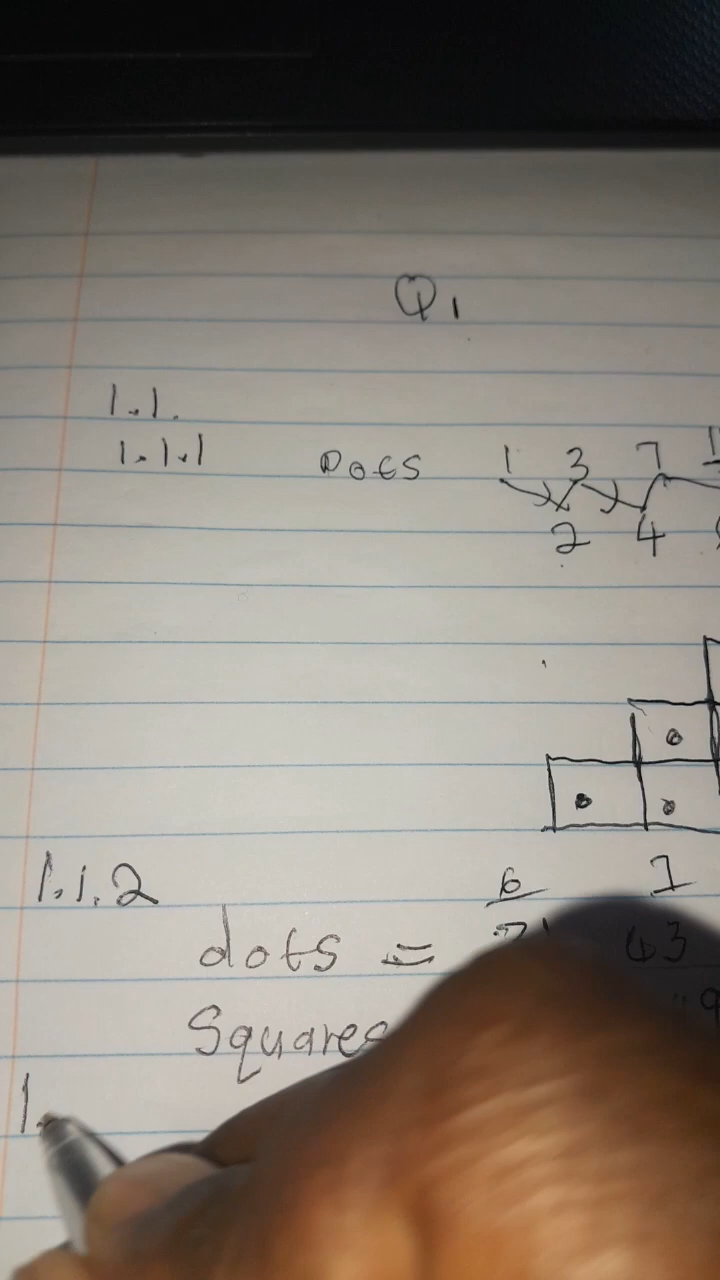 Q1
1.1.
1.1.1 Dots 1 3 7
2 4
1.1.2 6 7
dots = 43
Squares
1.